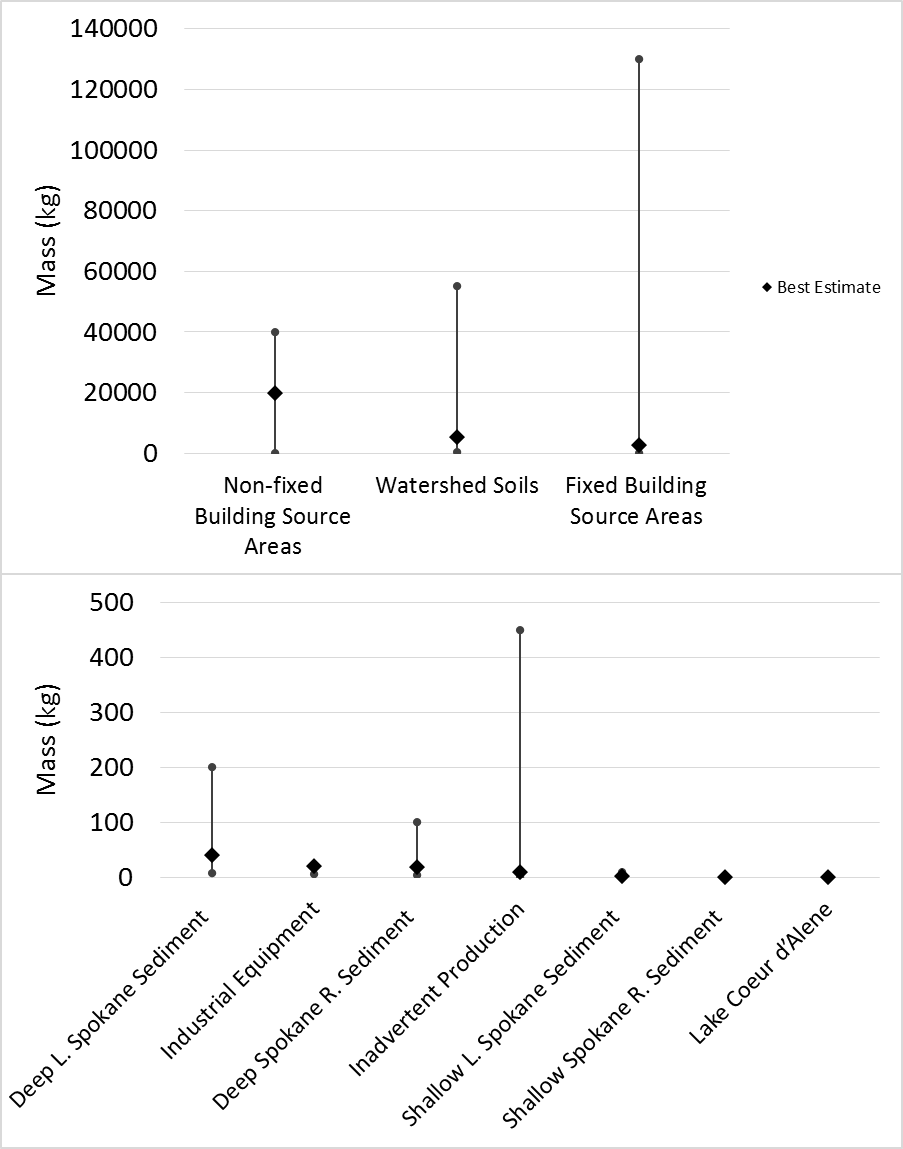 140000
120000
100000
80000
60000
40000
20000
0
Mass (kg)
Non-fixed
Building Source
Areas
Watershed Soils
Fixed Building
Source Areas
Best Estimate
500
400
300
200
100
0
Mass (kg)
Deep L. Spokane Sediment
Industrial Equipment
Deep Spokane R. Sediment
Inadvertent Production
Shallow L. Spokane Sediment
Shallow Spokane R. Sediment
Lake Coeur d’Alene